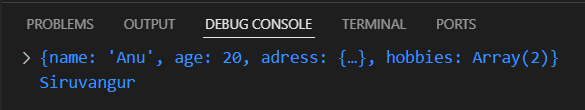 PROBLEMS OUTPUT DEBUG CONSOLE TERMINAL PORTS
> {name: 'Anu', age: 20, adress: {…}, hobbies: Array(2)}
Siruvangur